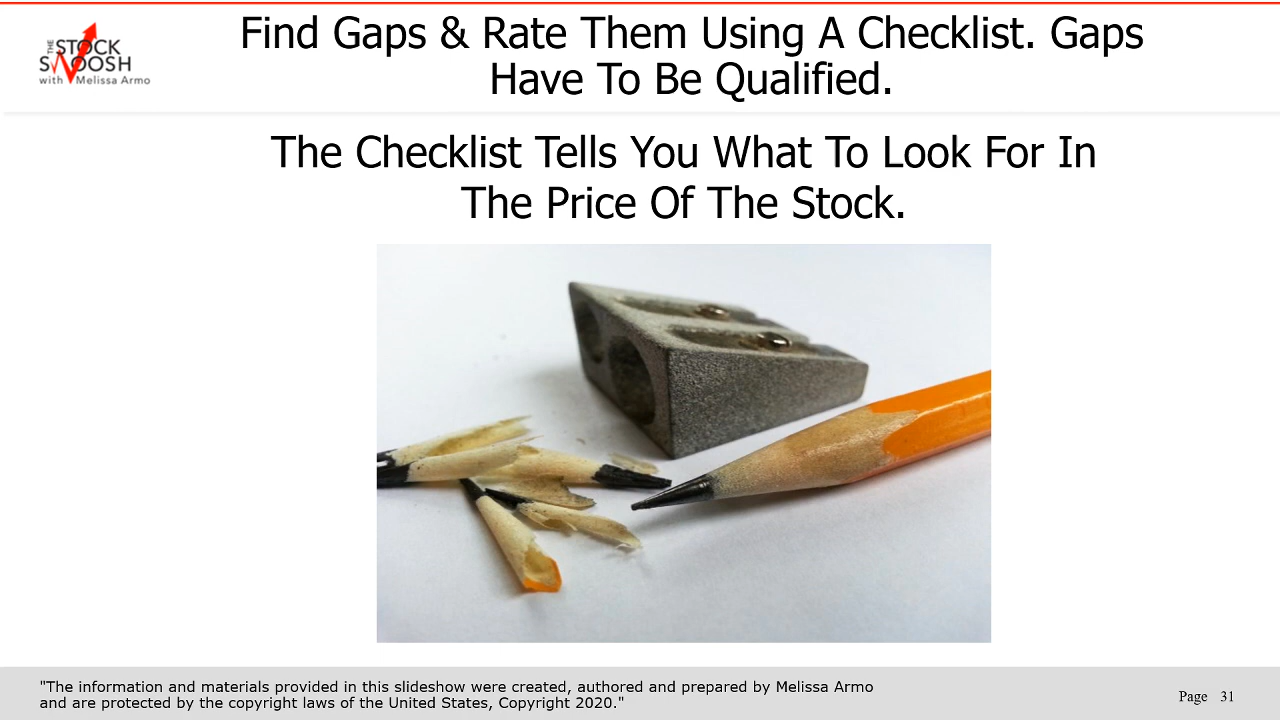 THE STOCK
SWOOSH
with Melissa Armo
Find Gaps & Rate Them Using A Checklist. Gaps
Have To Be Qualified.
The Checklist Tells You What To Look For In
The Price Of The Stock.
"The information and materials provided in this slideshow were created, authored and prepared by Melissa Armo
and are protected by the copyright laws of the United States, Copyright 2020."
Page 31